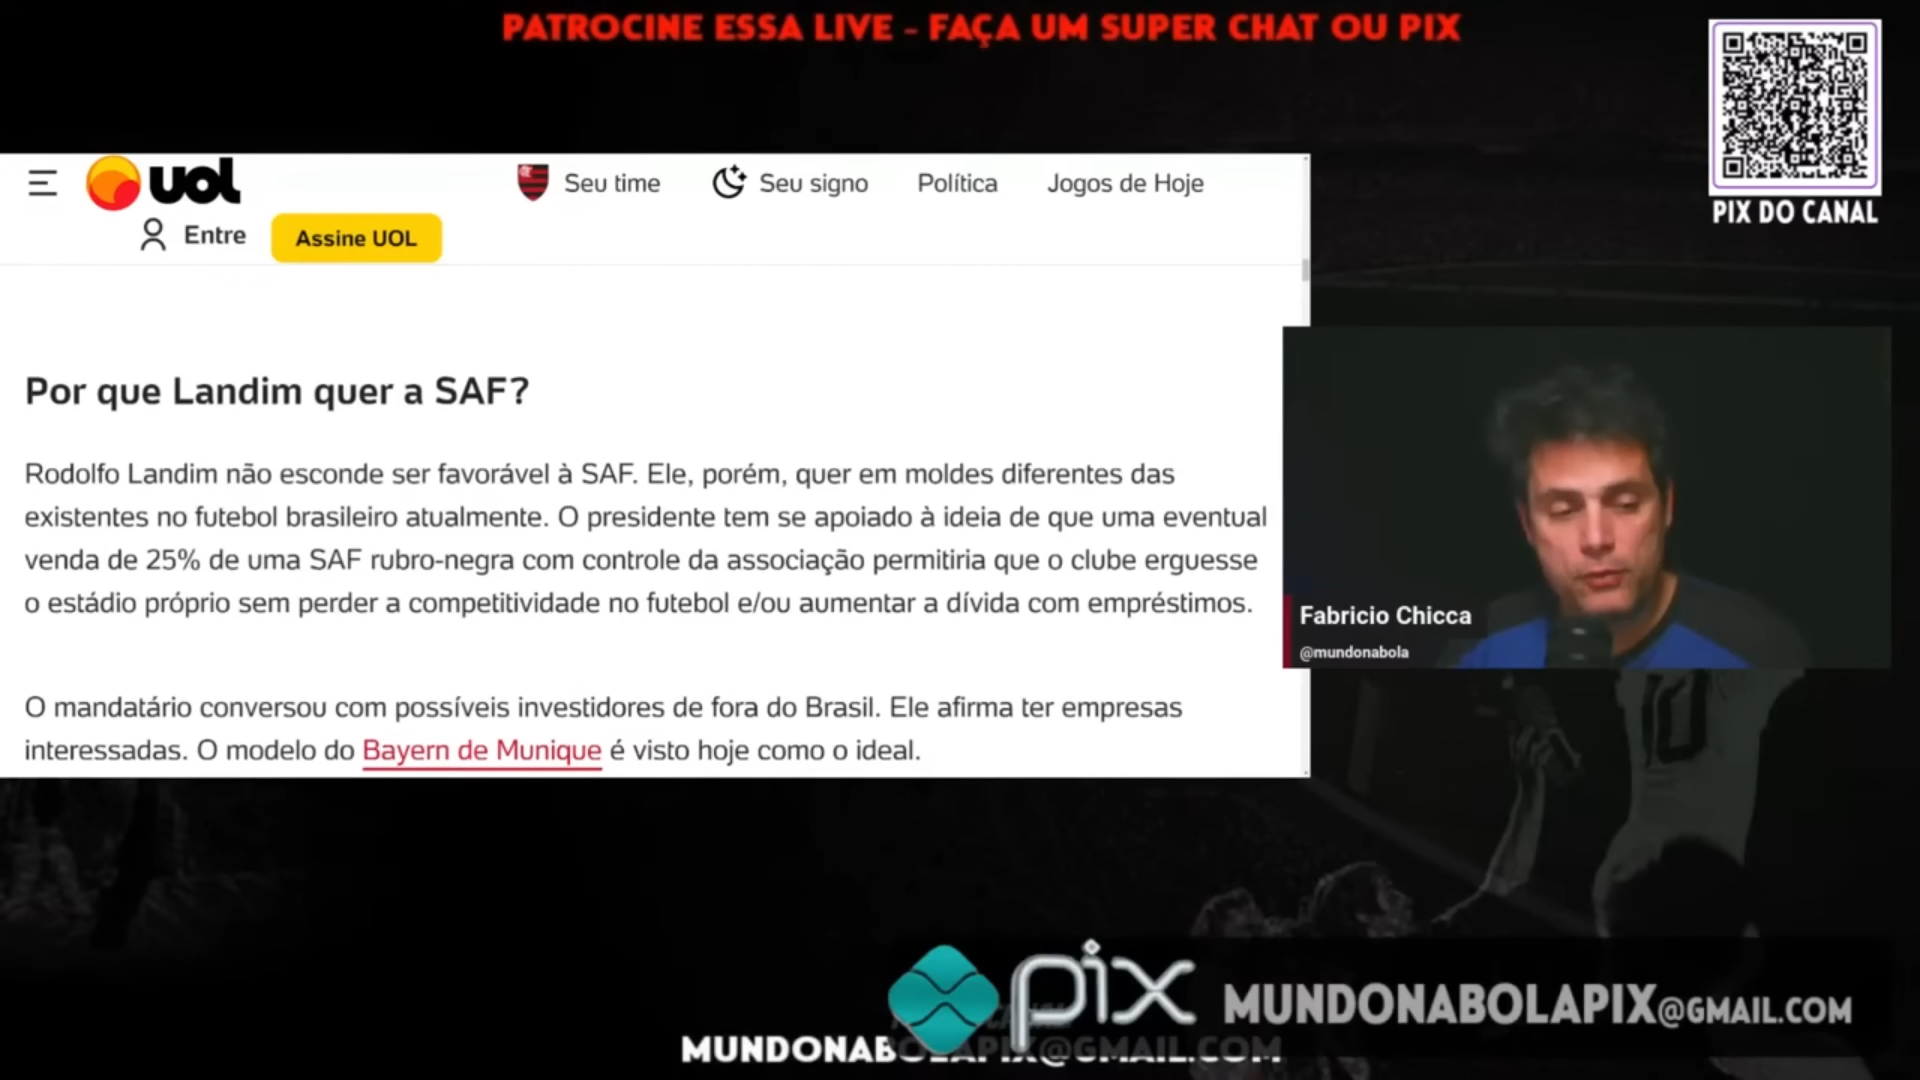 PATROCINE ESSA LIVE - FAÇA UM SUPER CHAT OU PIX
PIX DO CANAL
uol
Seu time
Seu signo
Política
Jogos de Hoje
Entre
Assine UOL
Por que Landim quer a SAF?
Rodolfo Landim não esconde ser favorável à SAF. Ele, porém, quer em moldes diferentes das
existentes no futebol brasileiro atualmente. O presidente tem se apoiado à ideia de que uma eventual
venda de 25% de uma SAF rubro-negra com controle da associação permitiria que o clube erguesse
o estádio próprio sem perder a competitividade no futebol e/ou aumentar a dívida com empréstimos.
O mandatário conversou com possíveis investidores de fora do Brasil. Ele afirma ter empresas
interessadas. O modelo do Bayern de Munique é visto hoje como o ideal.
Fabricio Chicca
@mundonabola
10
pix
MUNDONABOLAPIX@GMAIL.COM
MUNDONABOLAPIX@GMAIL.COM